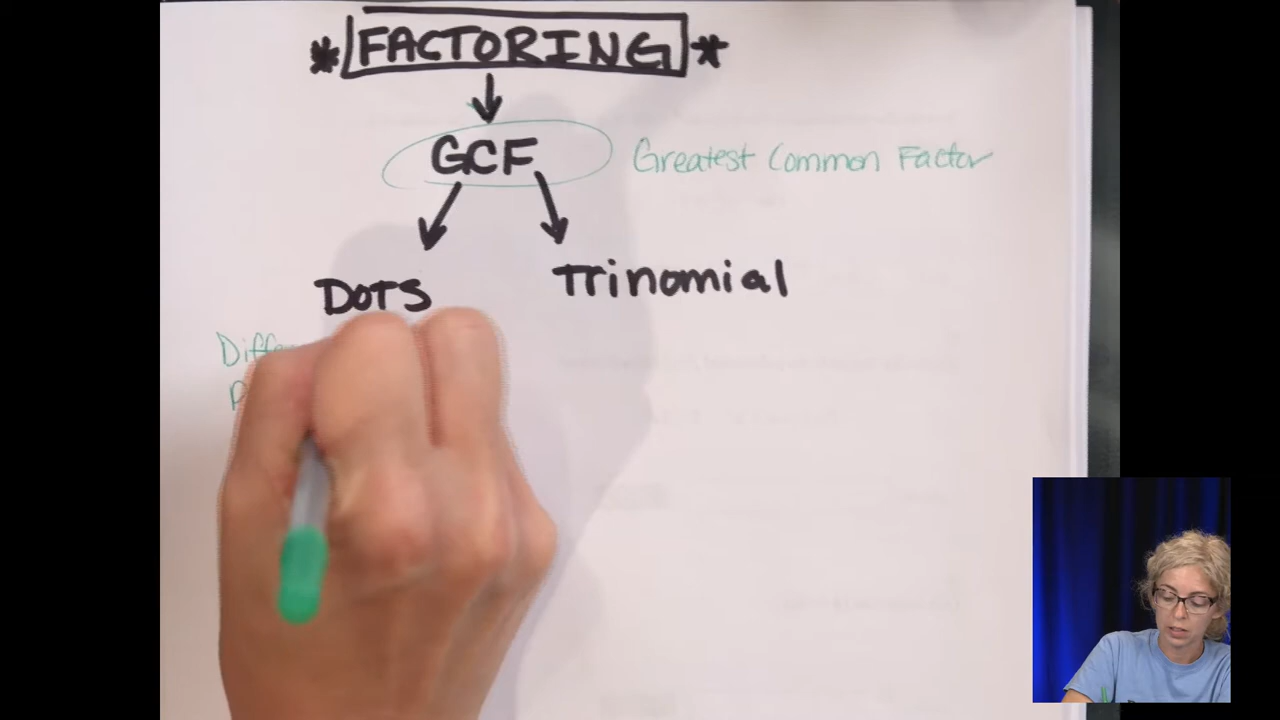 * FACTORING *
GCF Greatest Common Factor
DOTS Trinomial